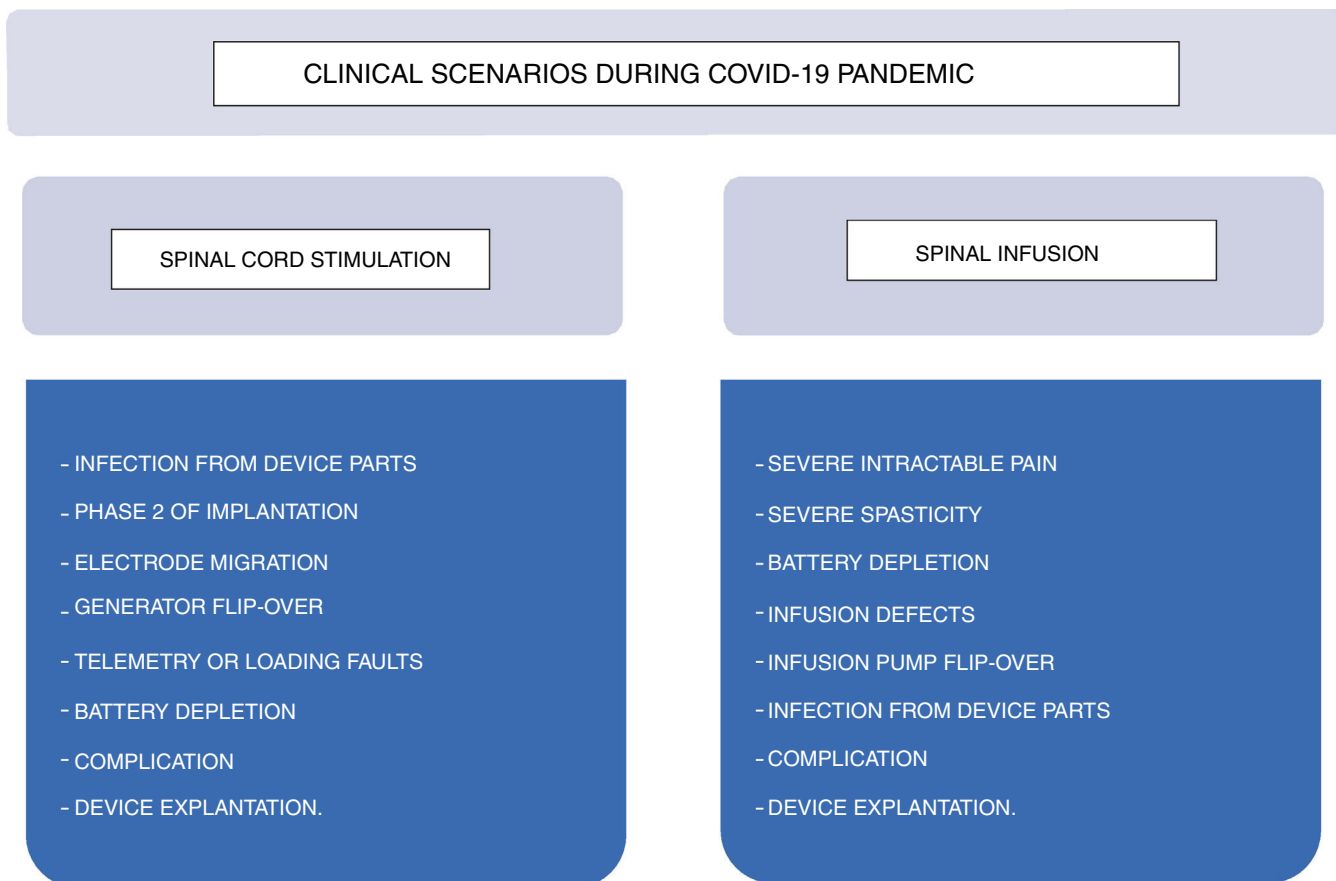 CLINICAL SCENARIOS DURING COVID-19 PANDEMIC
SPINAL CORD STIMULATION
- INFECTION FROM DEVICE PARTS
- PHASE 2 OF IMPLANTATION
- ELECTRODE MIGRATION
- GENERATOR FLIP-OVER
- TELEMETRY OR LOADING FAULTS
- BATTERY DEPLETION
- COMPLICATION
- DEVICE EXPLANTATION.
SPINAL INFUSION
- SEVERE INTRACTABLE PAIN
- SEVERE SPASTICITY
- BATTERY DEPLETION
- INFUSION DEFECTS
- INFUSION PUMP FLIP-OVER
- INFECTION FROM DEVICE PARTS
- COMPLICATION
- DEVICE EXPLANTATION.